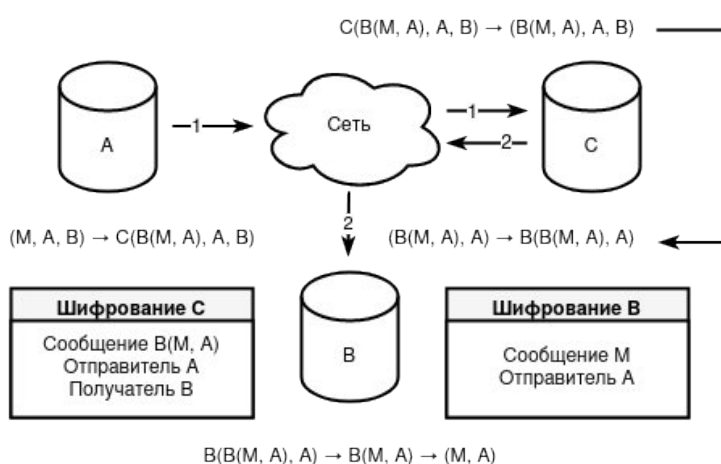 C(B(M, A), A, B) → (B(M, A), A, B)
A
1
Сеть
1
2
C
(M, A, B) → C(B(M, A), A, B)
2
(B(M, A), A) → B(B(M, A), A)
Шифрование C
Сообщение B(M, A)
Отправитель A
Получатель B
B
Шифрование B
Сообщение M
Отправитель A
B(B(M, A), A) → B(M, A) → (M, A)